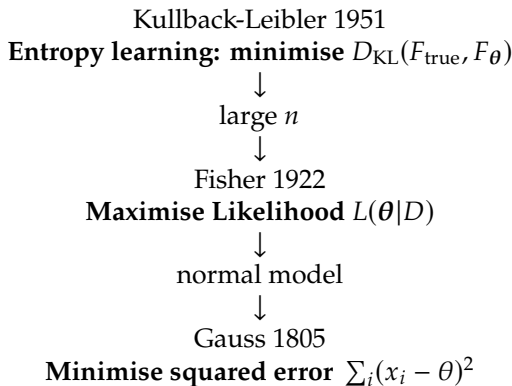 Kullback-Leibler 1951
Entropy learning: minimise D_KL(F_true, F_θ)
↓
large n
↓
Fisher 1922
Maximise Likelihood L(θ|D)
↓
normal model
↓
Gauss 1805
Minimise squared error ∑_i(x_i − θ)^2